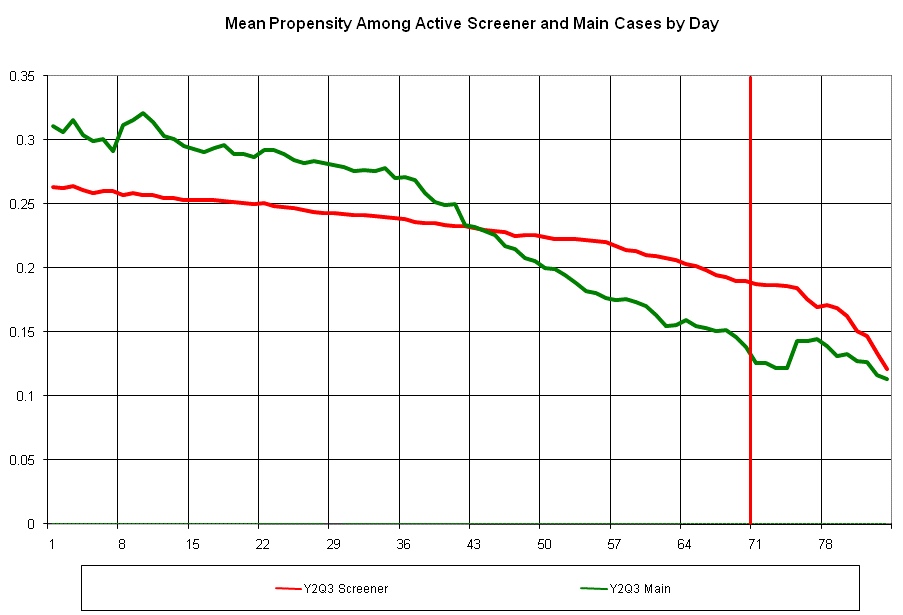 Mean Propensity Among Active Screener and Main Cases by Day
0.35
0.3
0.25
0.2
0.15
0.1
0.05
0
1 8 15 22 29 36 43 50 57 64 71 78
Y2Q3 Screener Y2Q3 Main